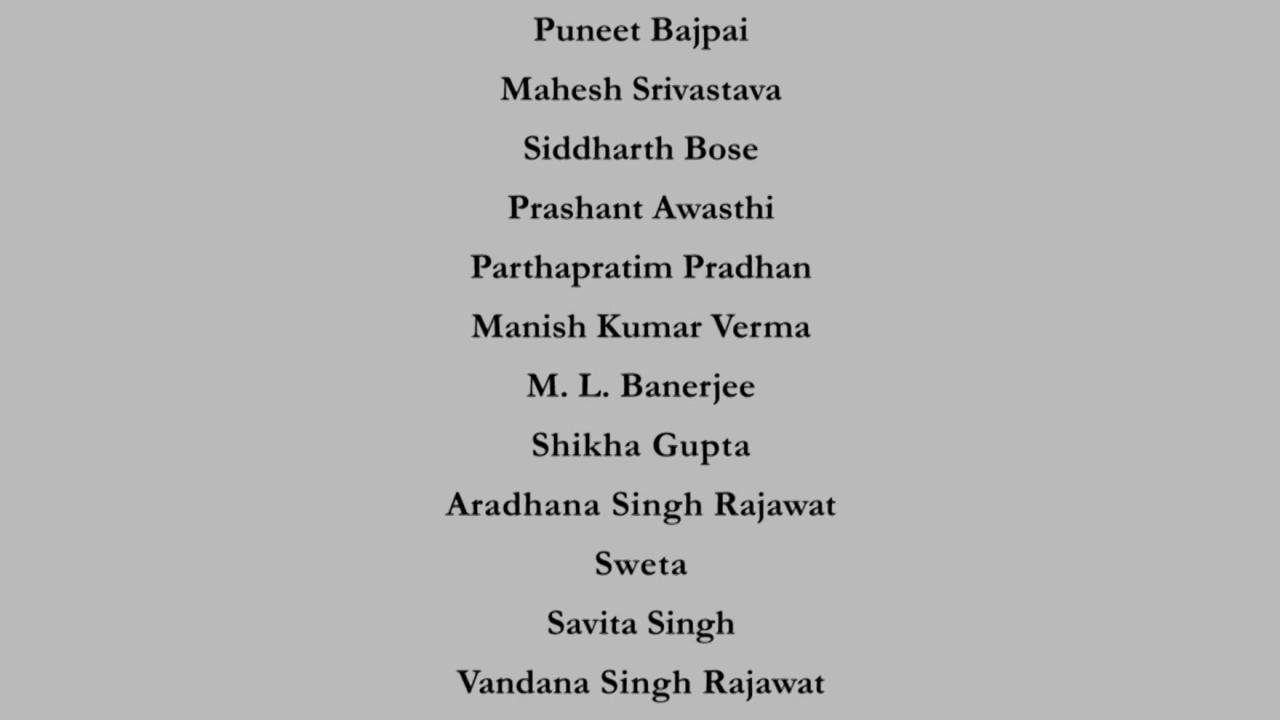 Puneet Bajpai
Mahesh Srivastava
Siddharth Bose
Prashant Awasthi
Parthapratim Pradhan
Manish Kumar Verma
M. L. Banerjee
Shikha Gupta
Aradhana Singh Rajawat
Sweta
Savita Singh
Vandana Singh Rajawat